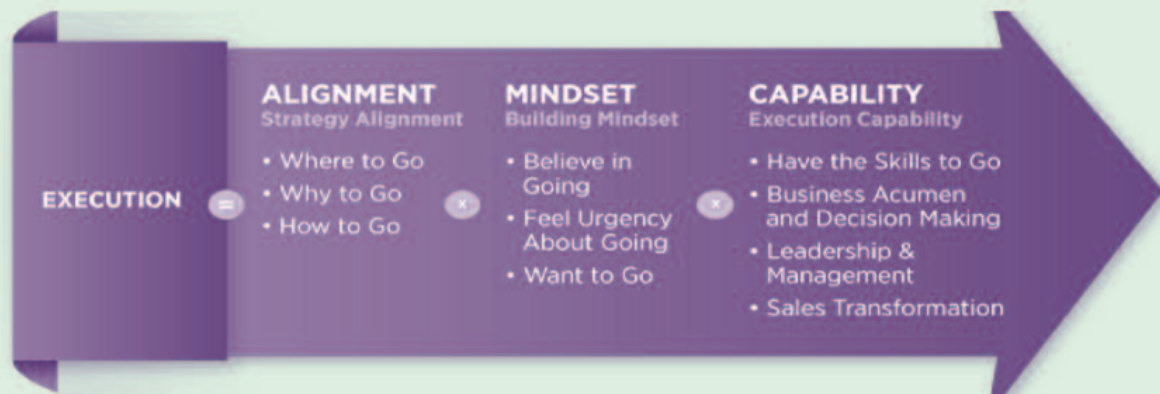 EXECUTION
=
ALIGNMENT
Strategy Alignment
• Where to Go
• Why to Go
• How to Go
x
MINDSET
Building Mindset
• Believe in
Going
• Feel Urgency
About Going
• Want to Go
x
CAPABILITY
Execution Capability
• Have the Skills to Go
• Business Acumen
and Decision Making
• Leadership &
Management
• Sales Transformation